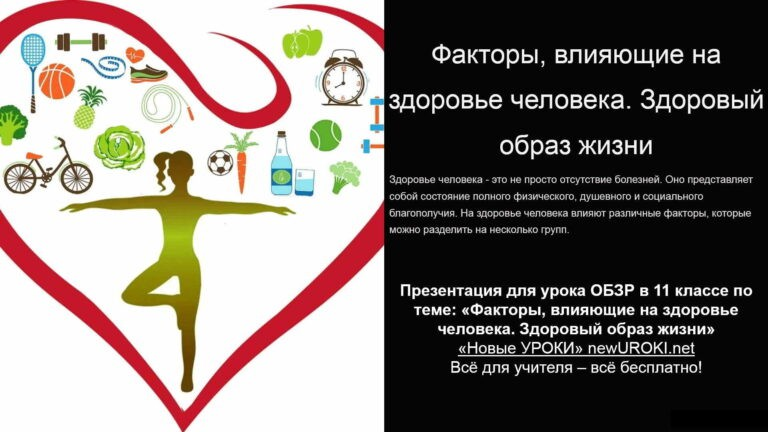 Факторы, влияющие на
здоровье человека. Здоровый
образ жизни
Здоровье человека - это не просто отсутствие болезней. Оно представляет
собой состояние полного физического, душевного и социального
благополучия. На здоровье человека влияют различные факторы, которые
можно разделить на несколько групп.
Презентация для урока ОБЗР в 11 классе по
теме: «Факторы, влияющие на здоровье
человека. Здоровый образ жизни»
«Новые УРОКИ» newUROKI.net
Всё для учителя – всё бесплатно!